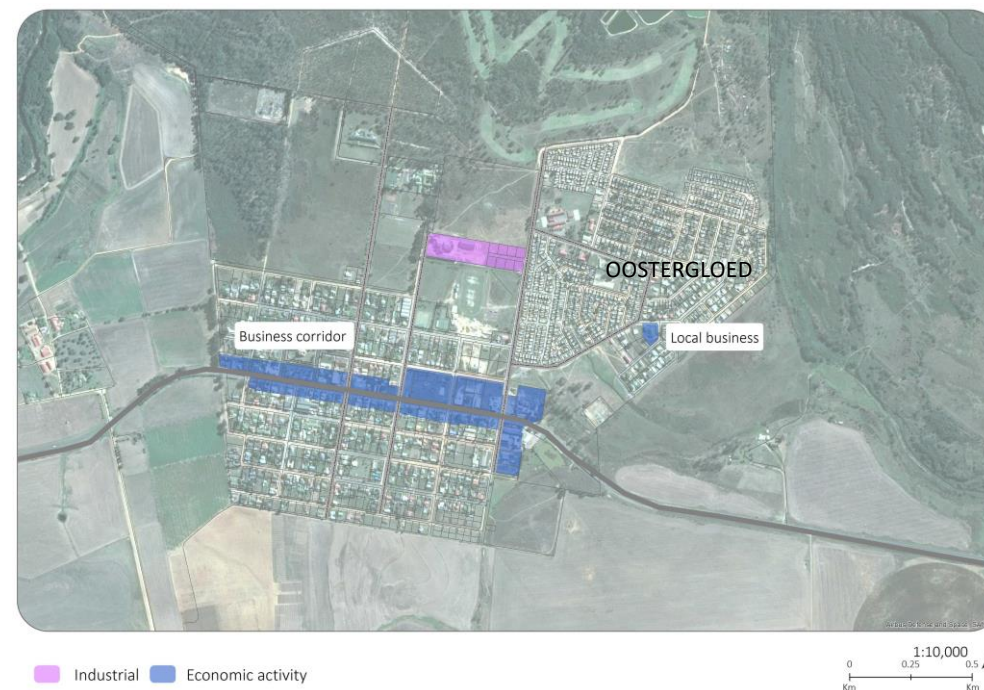 OOSTERGLOED
Business corridor
Local business
Industrial
Economic activity
1:10,000
0 0.25 0.5
Km Km